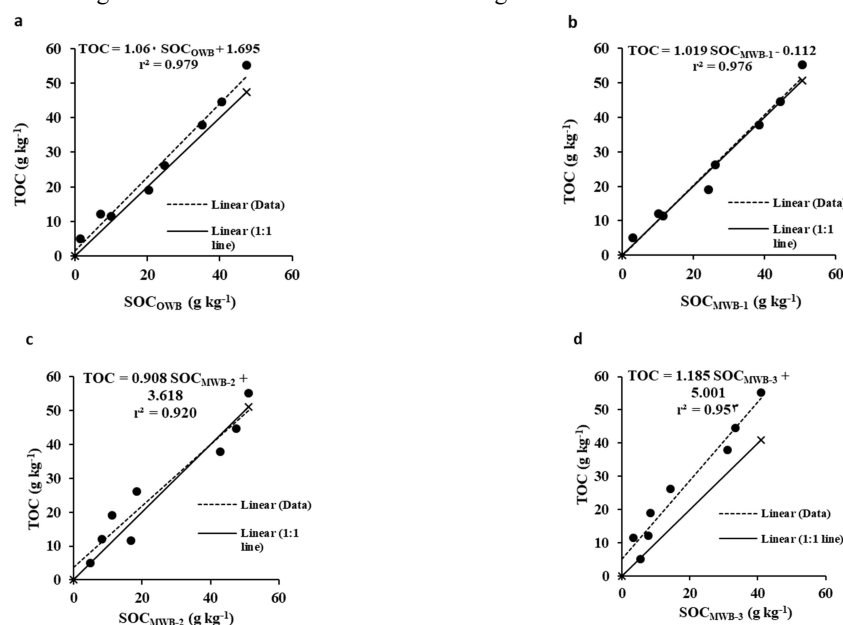 a
TOC = 1.06٠ SOC_OWB + 1.695
r² = 0.979
60
50
40
30
20
10
0
TOC (g kg⁻¹)
Linear (Data)
Linear (1:1
line)
0 20 40 60
SOC_OWB (g kg⁻¹)
b
TOC = 1.019 SOC_MWB-1 - 0.112
r² = 0.976
60
50
40
30
20
10
0
TOC (g kg⁻¹)
Linear (Data)
Linear (1:1
line)
0 20 40 60
SOC_MWB-1 (g kg⁻¹)
c
TOC = 0.908 SOC_MWB-2 +
3.618
r² = 0.920
60
50
40
30
20
10
0
TOC (g kg⁻¹)
Linear (Data)
Linear (1:1
line)
0 20 40 60
SOC_MWB-2 (g kg⁻¹)
d
TOC = 1.185 SOC_MWB-3 +
5.001
r² = 0.95٣
60
50
40
30
20
10
0
TOC (g kg⁻¹)
Linear (Data)
Linear (1:1 line)
0 20 40 60
SOC_MWB-3 (g kg⁻¹)